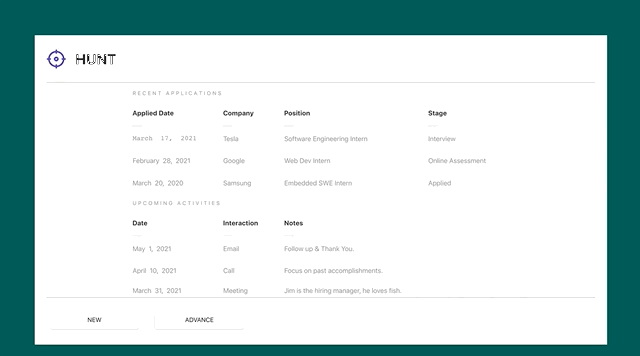 HUNT
RECENT APPLICATIONS
Applied Date Company Position Stage
March 17, 2021 Tesla Software Engineering Intern Interview
February 28, 2021 Google Web Dev Intern Online Assessment
March 20, 2020 Samsung Embedded SWE Intern Applied
UPCOMING ACTIVITIES
Date Interaction Notes
May 1, 2021 Email Follow up & Thank You.
April 10, 2021 Call Focus on past accomplishments.
March 31, 2021 Meeting Jim is the hiring manager, he loves fish.
NEW ADVANCE